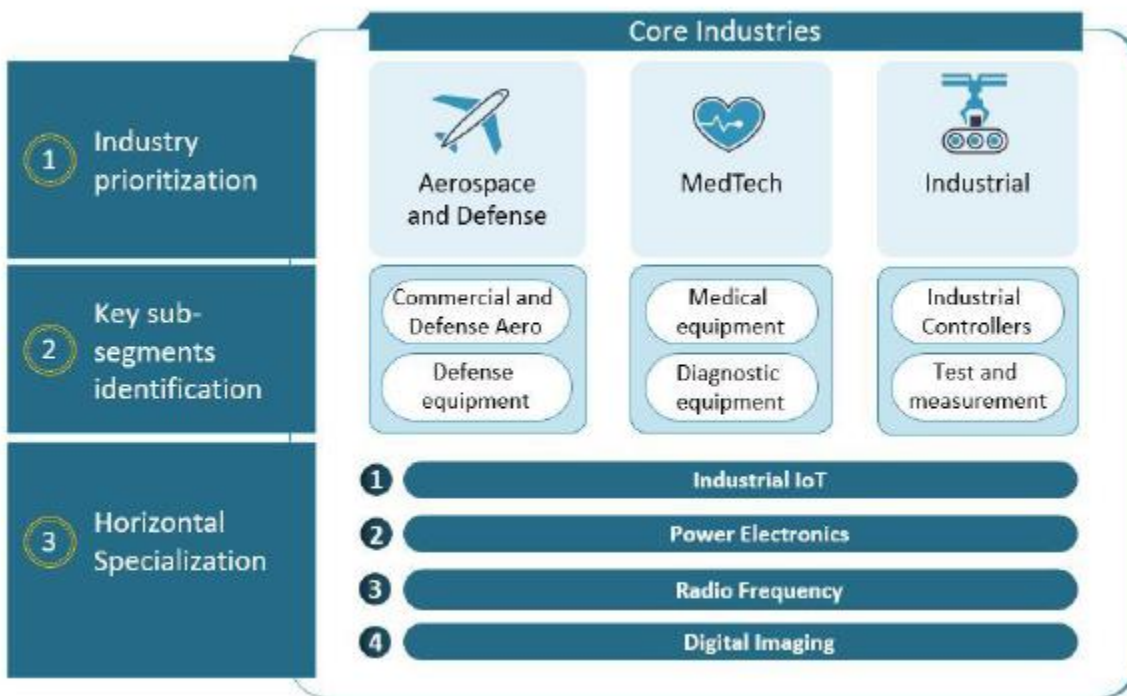 Core Industries
1
Industry
prioritization
Aerospace
and Defense
MedTech
Industrial
2
Key sub-
segments
identification
Commercial and
Defense Aero
Defense
equipment
Medical
equipment
Diagnostic
equipment
Industrial
Controllers
Test and
measurement
3
Horizontal
Specialization
1 Industrial IoT
2 Power Electronics
3 Radio Frequency
4 Digital Imaging